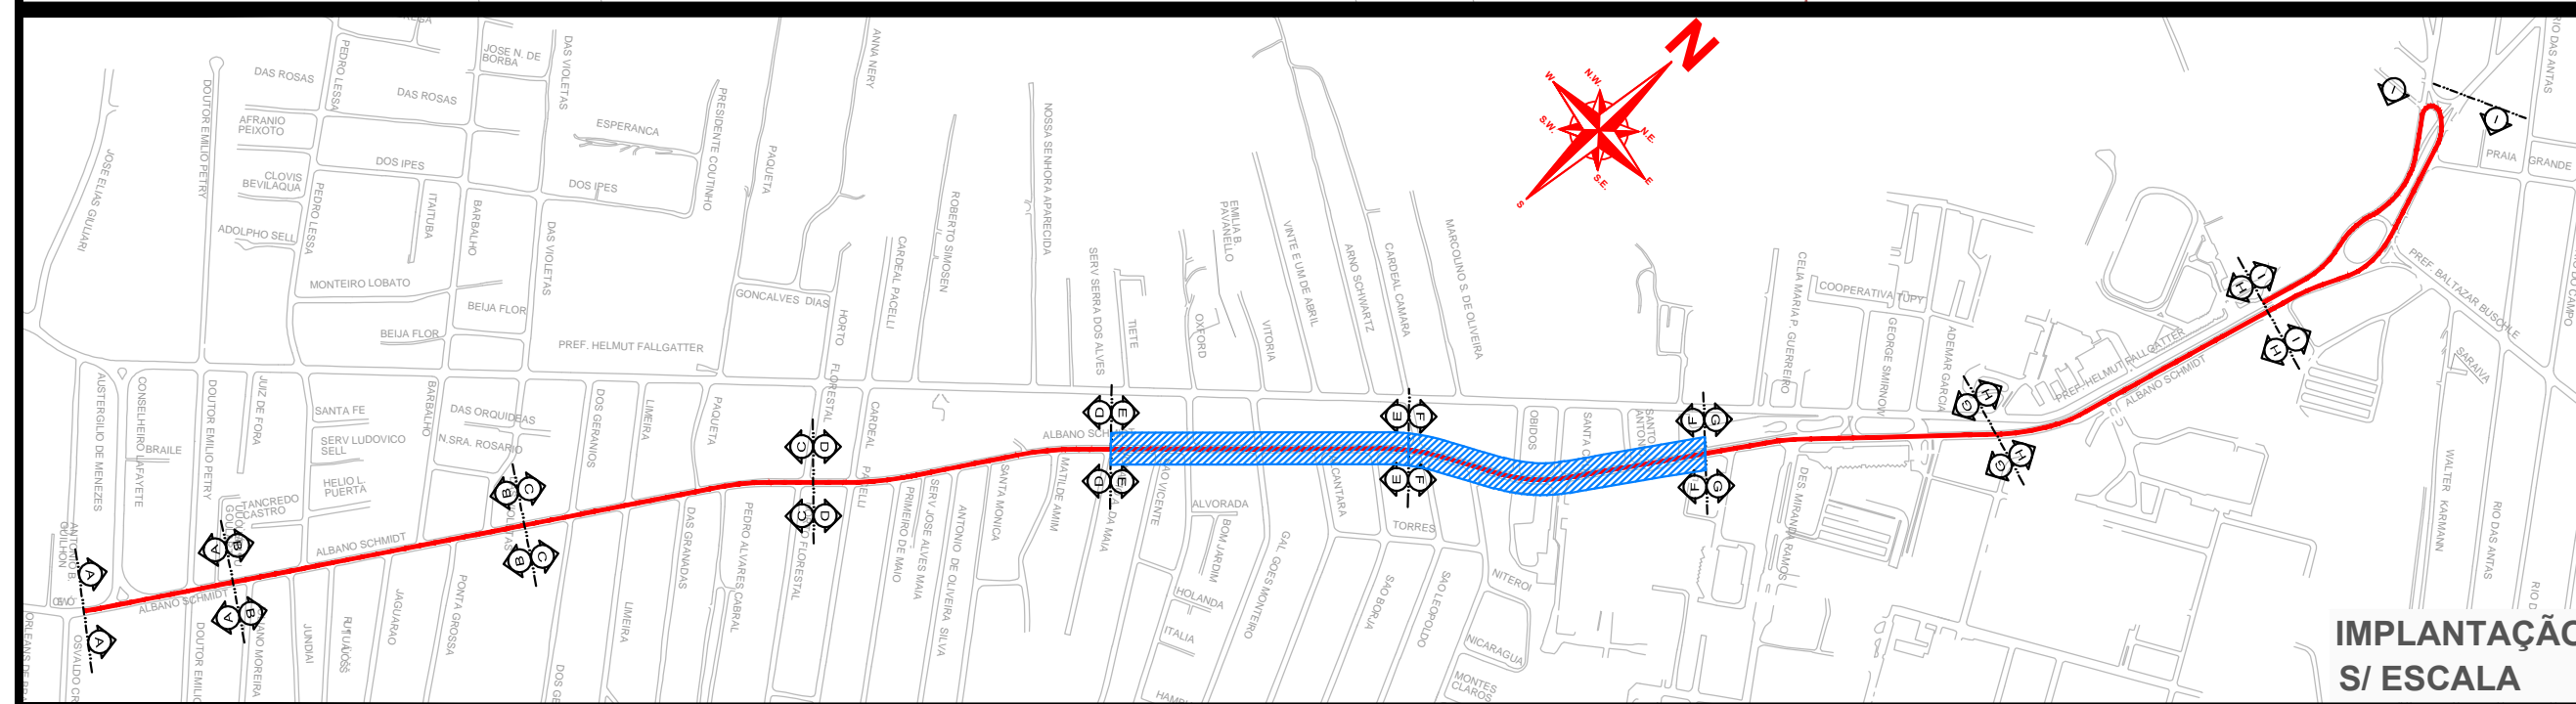 PEDRO LESSA
JOSE N. DE
BORBA
DAS VIOLETAS
ANNA NERY
N
RIO DAS ANTAS
DAS ROSAS
DAS ROSAS
DOUTOR EMILIO PETRY
AFRANIO
PEIXOTO
ESPERANCA
PRESIDENTE COUTINHO
PAQUETA
NOSSA SENHORA APARECIDA
W
N.W.
N.E.
S.W.
S.E.
E
S
I
I
PRAIA GRANDE
JOSE ELIAS GILUARI
DOS IPES
DOS IPES
CLOVIS
BEVILAQUA
PEDRO LESSA
ITAITUBA
BARBALHO
DAS VIOLETAS
ADOLPHO SELL
ROBERTO SIMOSEN
CARDEAL PACELLI
EMILIA B.
PAVANELLO
VINTE E UM DE ABRIL
ARNO SCHWARTZ
CARDEAL CAMARA
MARCOLINO S. DE OLIVEIRA
CELIA MARIA P. GUERREIRO
COOPERATIVA TUPY
GEORGE SMIRNOW
ADEMAR GARCIA
PREF. BALTAZAR BUSCHLE
DO CAMPO
MONTEIRO LOBATO
BEIJA FLOR
BEIJA FLOR
GONCALVES DIAS
HORTO
FLORESTAL
SERV SERRA DOS ALVES
TIETE
OXFORD
VITORIA
PREF. HELMUT FALLGATTER
PREF. HELMUT FALLGATTER
ALBANO SCHMIDT
SARAIVA
H I
H I
AUSTERGILIO DE MENEZES
CONSELHEIRO LAFAYETE
BRAILE
DOUTOR EMILIO PETRY
JUIZ DE FORA
SANTA FE
SERV LUDOVICO
SELL
HELIO L.
PUERTA
TANCREDO
CASTRO
BARBALHO
DAS ORQUIDEAS
N.SRA. ROSARIO
DOS GERANIOS
LIMEIRA
PAQUETA
CARDEAL
PRIMEIRO DE MAIO
SERV JOSE ALVES MAIA
ANTONIO DE OLIVEIRA SILVA
SANTA MONICA
MATILDE AMIM
ALBANO SCHMIDT
D E
D E
E F
E F
F G
F G
G H
G H
C D
C D
B C
B C
A B
A B
A
A
DA MAIA
ALVORADA
BOM JARDIM
GAL GOES MONTEIRO
TORRES
OBIDOS
NITEROI
DES. MIRANDA RAMOS
WALTER KARMANN
RIO DAS ANTAS
ALBANO SCHMIDT
ALBANO SCHMIDT
OSVALDO CR
DOUTOR EMILIO
JUNDIAI
JAGUARAO
PONTA GROSSA
LIMEIRA
DAS GRANADAS
PEDRO ALVARES CABRAL
HOLANDA
ITALIA
SAO BORJA
SAO LEOPOLDO
NICARAGUA
MONTES
CLAROS
IMPLANTAÇÃO
S/ ESCALA